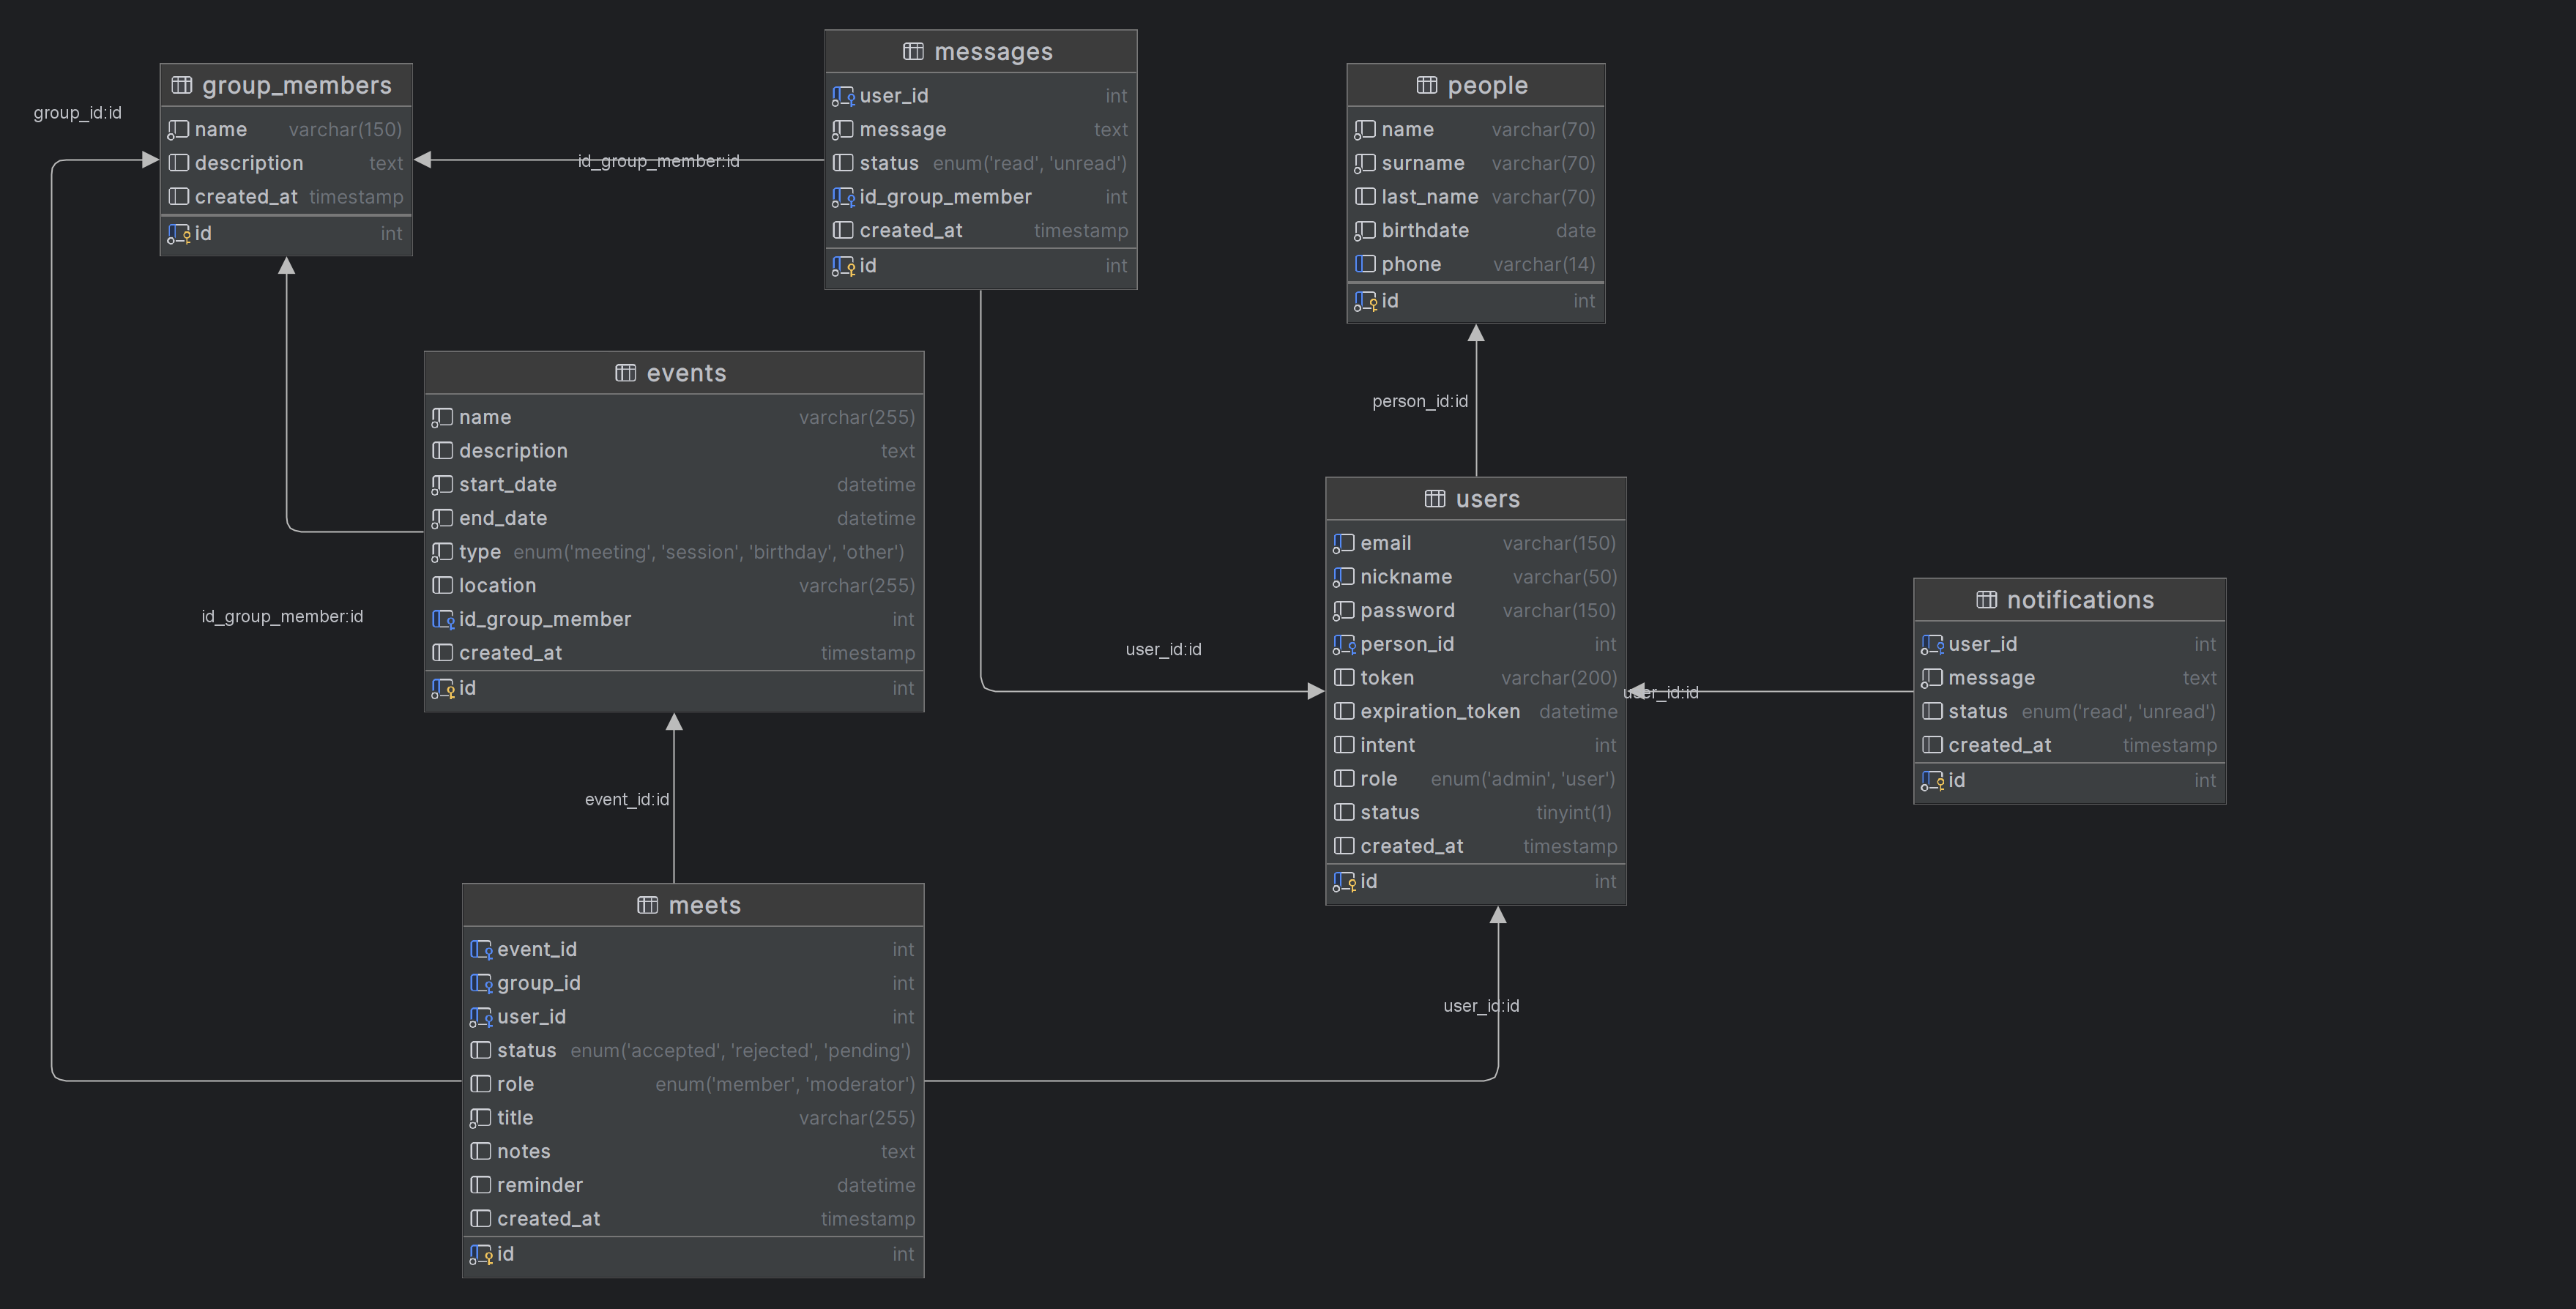 group_members
name varchar(150)
description text
created_at timestamp
id int
group_id:id
id_group_member:id
messages
user_id int
message text
status enum('read', 'unread')
id_group_member int
created_at timestamp
id int
people
name varchar(70)
surname varchar(70)
last_name varchar(70)
birthdate date
phone varchar(14)
id int
person_id:id
events
name varchar(255)
description text
start_date datetime
end_date datetime
type enum('meeting', 'session', 'birthday', 'other')
location varchar(255)
id_group_member int
created_at timestamp
id int
id_group_member:id
user_id:id
users
email varchar(150)
nickname varchar(50)
password varchar(150)
person_id int
token varchar(200)
expiration_token datetime
intent int
role enum('admin', 'user')
status tinyint(1)
created_at timestamp
id int
user_id:id
notifications
user_id int
message text
status enum('read', 'unread')
created_at timestamp
id int
event_id:id
meets
event_id int
group_id int
user_id int
status enum('accepted', 'rejected', 'pending')
role enum('member', 'moderator')
title varchar(255)
notes text
reminder datetime
created_at timestamp
id int
user_id:id